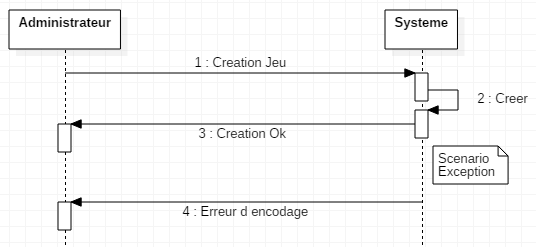 Administrateur
Systeme
1 : Creation Jeu
2 : Creer
3 : Creation Ok
Scenario
Exception
4 : Erreur d encodage